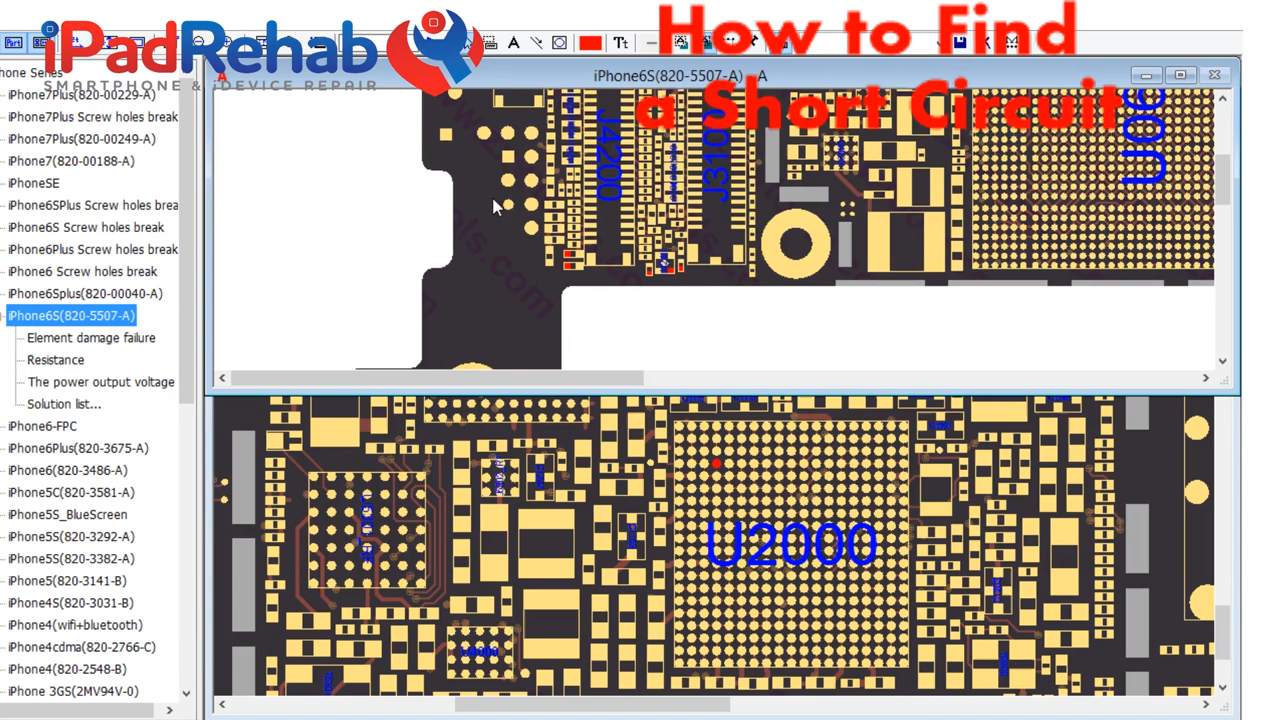 iPadRehab
SMARTPHONE & iDEVICE REPAIR
How to Find
a Short Circuit
iPhone6S(820-5507-A) A
hone Series
iPhone7Plus(820-00229-A)
iPhone7Plus Screw holes break
iPhone7Plus(820-00249-A)
iPhone7(820-00188-A)
iPhoneSE
iPhone6SPlus Screw holes brea
iPhone6S Screw holes break
iPhone6Plus Screw holes break
iPhone6 Screw holes break
iPhone6Splus(820-00040-A)
iPhone6S(820-5507-A)
Element damage failure
Resistance
The power output voltage
Solution list...
iPhone6-FPC
iPhone6Plus(820-3675-A)
iPhone6(820-3486-A)
iPhone5C(820-3581-A)
iPhone5S_BlueScreen
iPhone5S(820-3292-A)
iPhone5S(820-3382-A)
iPhone5(820-3141-B)
iPhone4S(820-3031-B)
iPhone4(wifi+bluetooth)
iPhone4cdma(820-2766-C)
iPhone4(820-2548-B)
iPhone 3GS(2MV94V-0)
J4200
U06
U2000